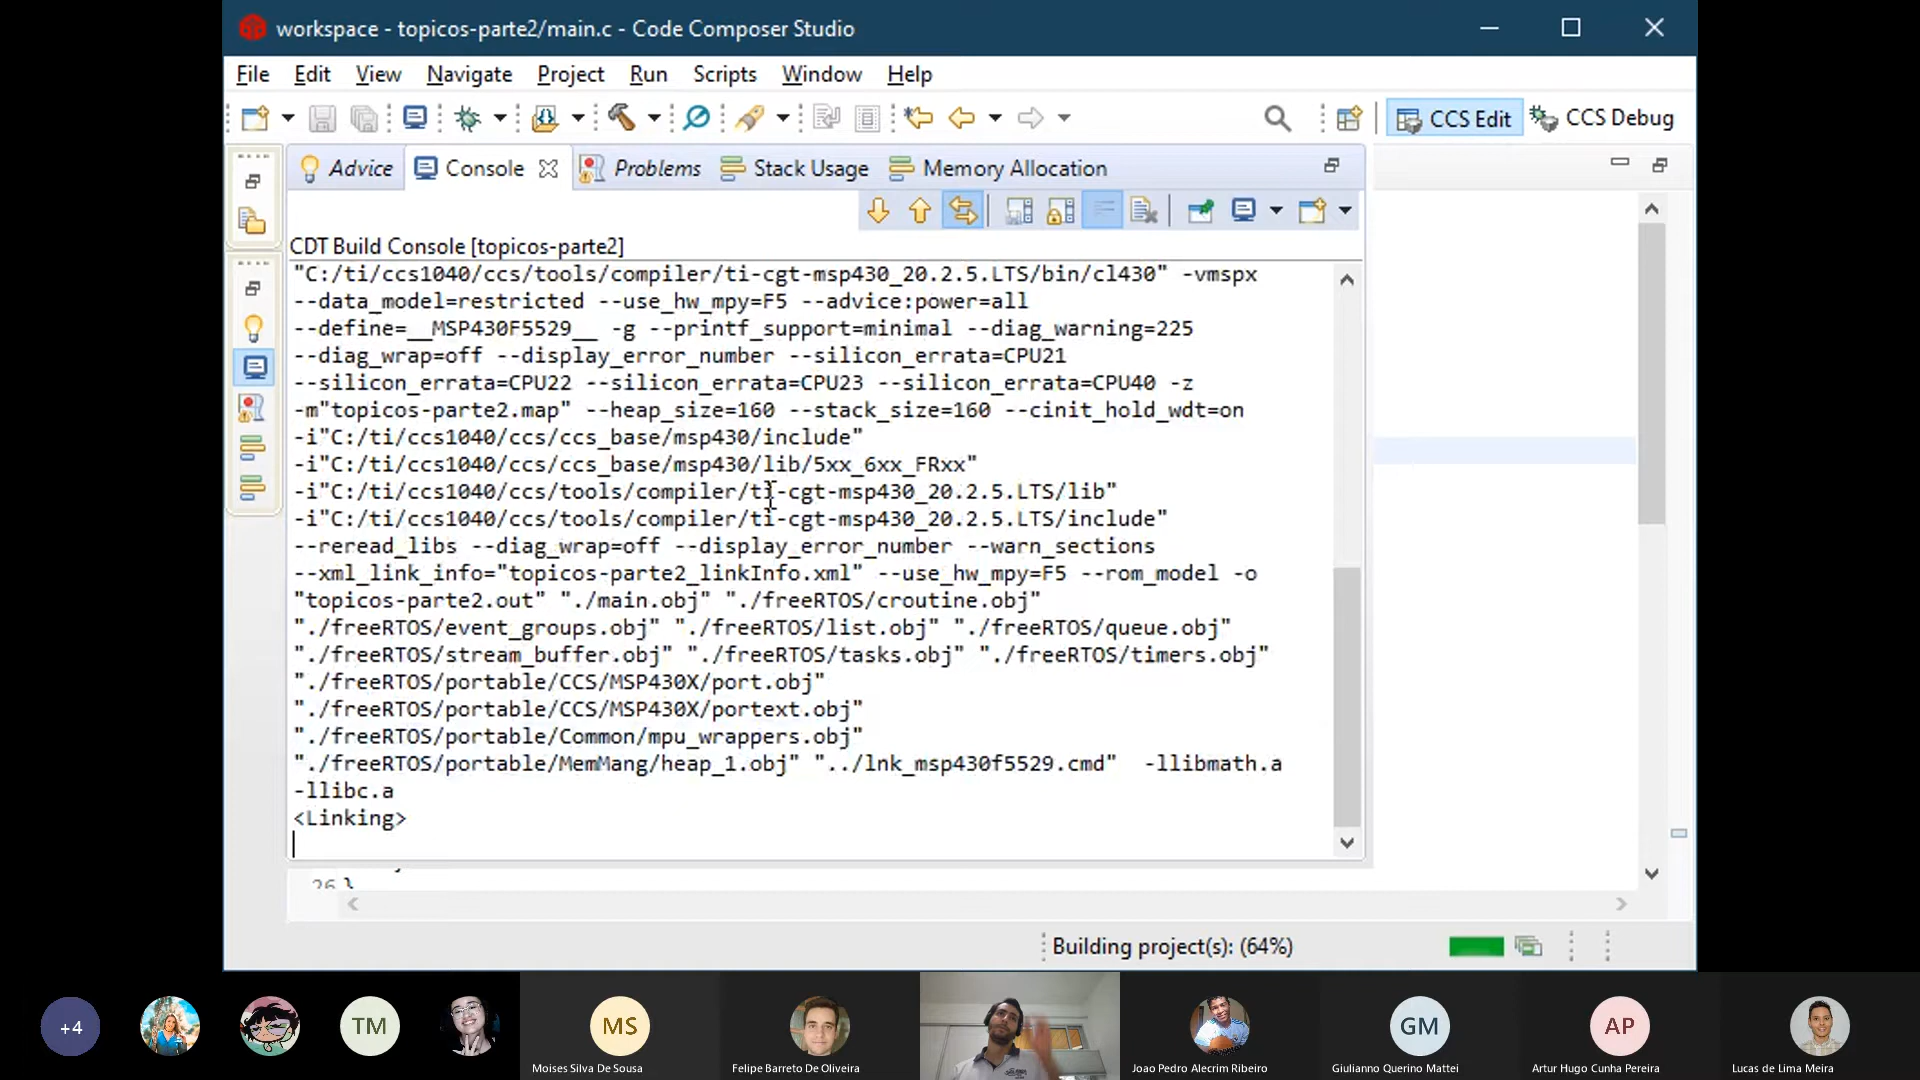 workspace - topicos-parte2/main.c - Code Composer Studio
File Edit View Navigate Project Run Scripts Window Help
CCS Edit CCS Debug
Advice Console Problems Stack Usage Memory Allocation
CDT Build Console [topicos-parte2]
"C:/ti/ccs1040/ccs/tools/compiler/ti-cgt-msp430_20.2.5.LTS/bin/cl430" -vmspx
--data_model=restricted --use_hw_mpy=F5 --advice:power=all
--define=__MSP430F5529__ -g --printf_support=minimal --diag_warning=225
--diag_wrap=off --display_error_number --silicon_errata=CPU21
--silicon_errata=CPU22 --silicon_errata=CPU23 --silicon_errata=CPU40 -z
-m"topicos-parte2.map" --heap_size=160 --stack_size=160 --cinit_hold_wdt=on
-i"C:/ti/ccs1040/ccs/ccs_base/msp430/include"
-i"C:/ti/ccs1040/ccs/ccs_base/msp430/lib/5xx_6xx_FRxx"
-i"C:/ti/ccs1040/ccs/tools/compiler/ti-cgt-msp430_20.2.5.LTS/lib"
-i"C:/ti/ccs1040/ccs/tools/compiler/ti-cgt-msp430_20.2.5.LTS/include"
--reread_libs --diag_wrap=off --display_error_number --warn_sections
--xml_link_info="topicos-parte2_linkInfo.xml" --use_hw_mpy=F5 --rom_model -o
"topicos-parte2.out" "./main.obj" "./freeRTOS/croutine.obj"
"./freeRTOS/event_groups.obj" "./freeRTOS/list.obj" "./freeRTOS/queue.obj"
"./freeRTOS/stream_buffer.obj" "./freeRTOS/tasks.obj" "./freeRTOS/timers.obj"
"./freeRTOS/portable/CCS/MSP430X/port.obj"
"./freeRTOS/portable/CCS/MSP430X/portext.obj"
"./freeRTOS/portable/Common/mpu_wrappers.obj"
"./freeRTOS/portable/MemMang/heap_1.obj" "../lnk_msp430f5529.cmd"  -llibmath.a
-llibc.a
<Linking>
26 }
Building project(s): (64%)
+4 TM MS GM AP
Moises Silva De Sousa Felipe Barreto De Oliveira Joao Pedro Alecrim Ribeiro Giulianno Querino Mattei Artur Hugo Cunha Pereira Lucas de Lima Meira